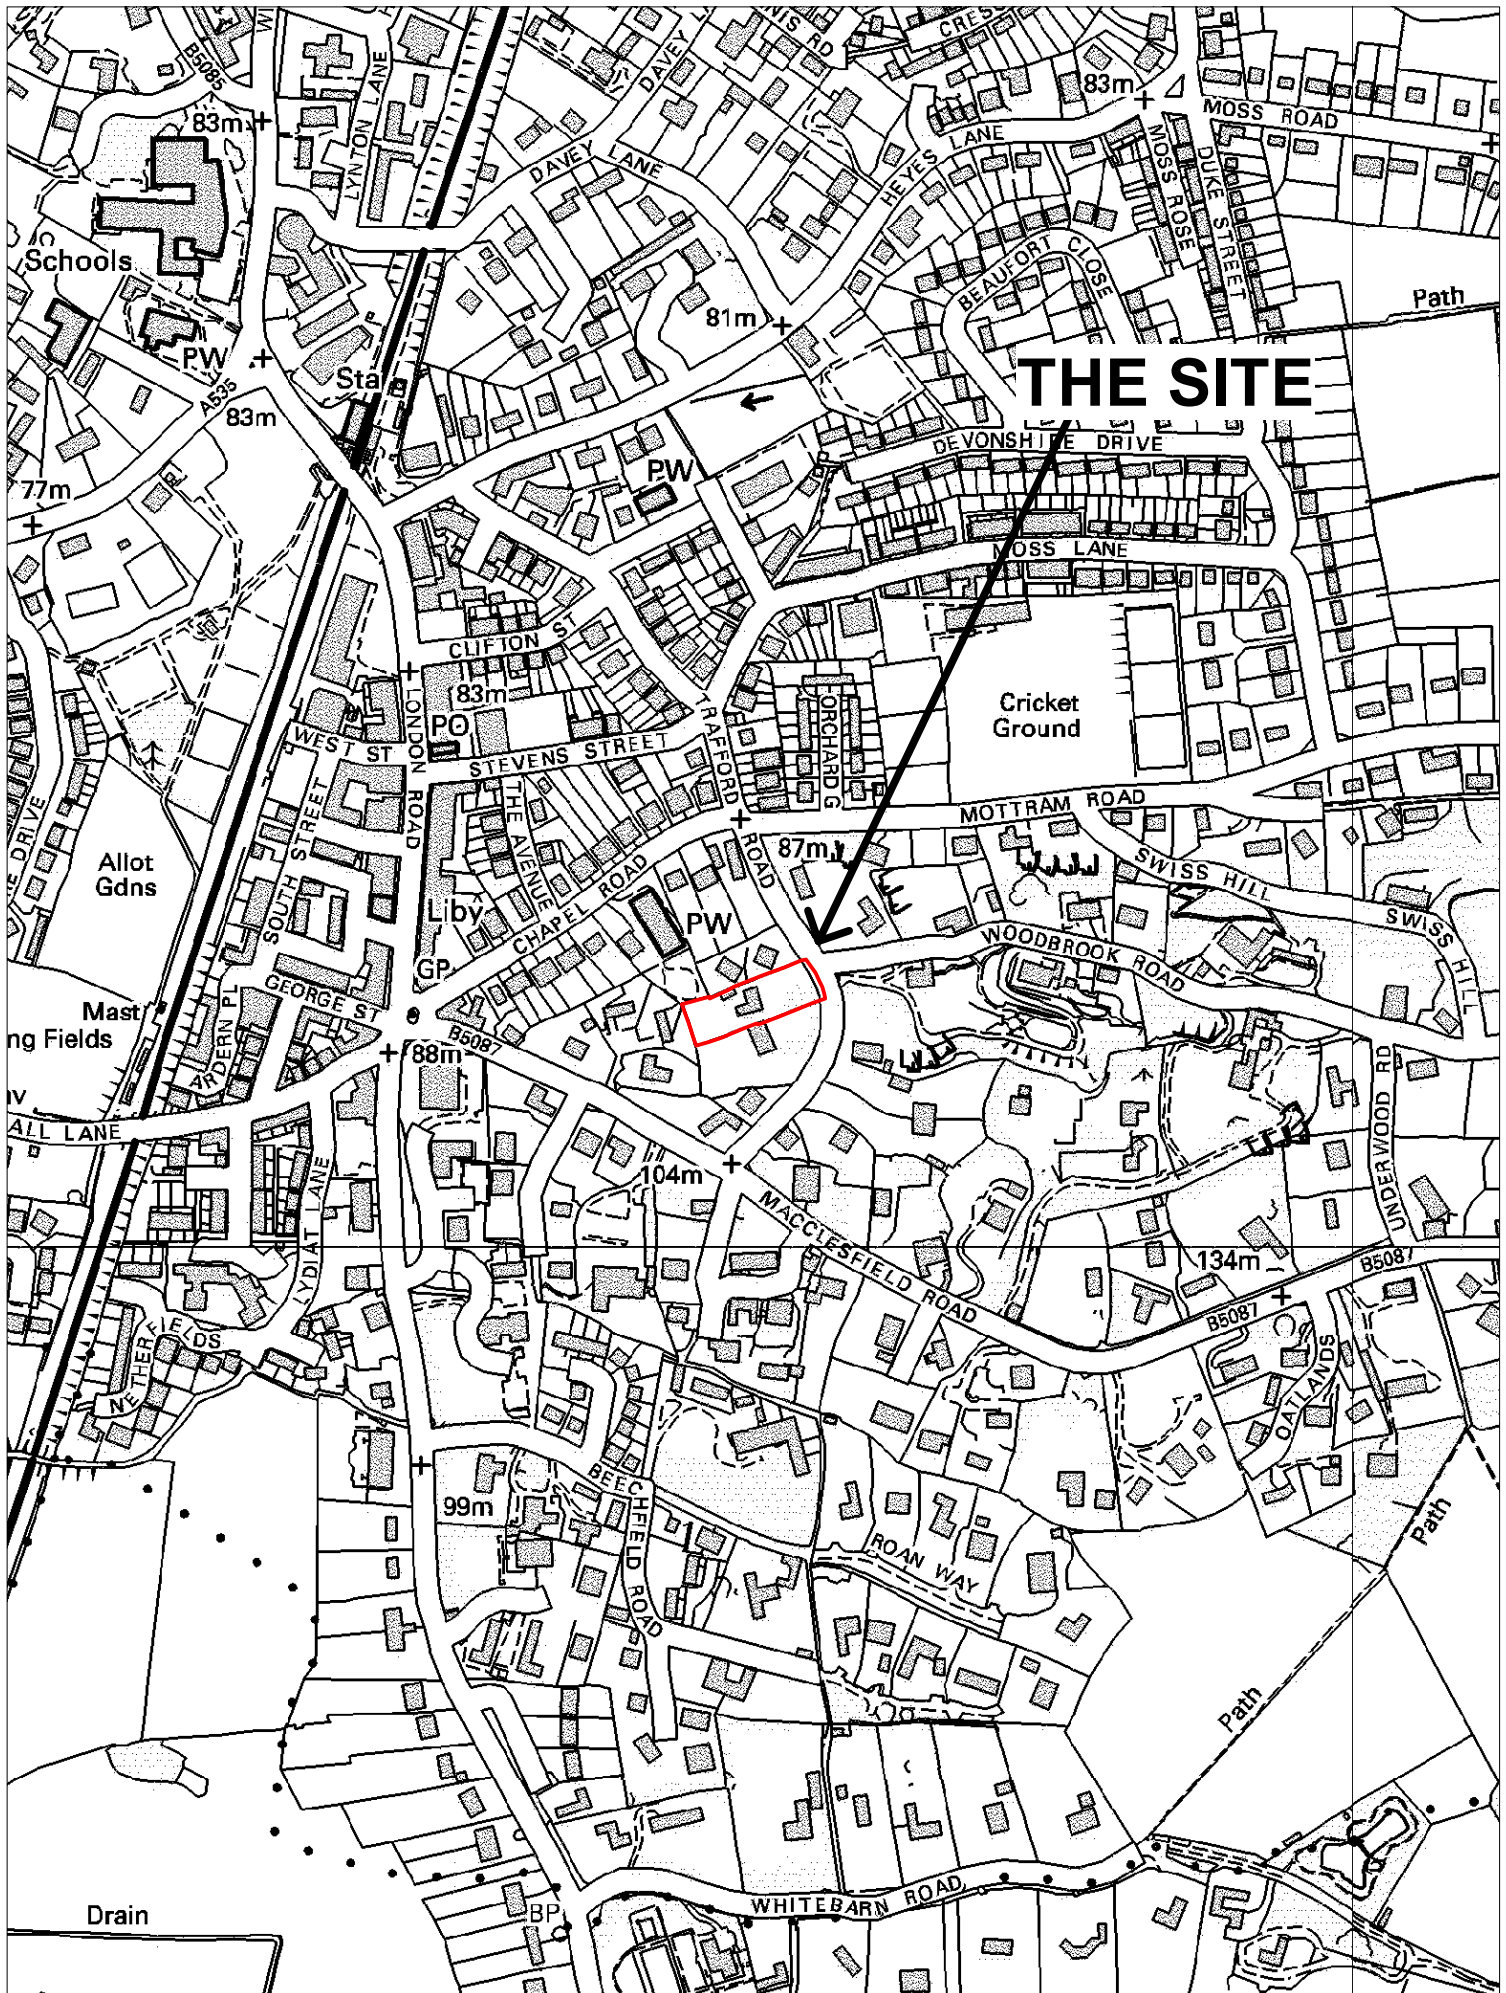 B5085
LYNTON LANE
DAVEY
NIS RD
CRESC
83m
83m
MOSS ROAD
DAVEY LANE
HEYES LANE
MOSS ROSE
DUKE STREET
Schools
BEAUFORT CLOSE
Path
81m
PW
Sta
A535
83m
THE SITE
DEVONSHIRE DRIVE
PW
77m
MOSS LANE
CLIFTON ST
83m
LONDON ROAD
PO
TRAFFORD ROAD
ORCHARD G
Cricket
Ground
WEST ST
STEVENS STREET
THE AVENUE
SOUTH STREET
MOTTRAM ROAD
DRIVE
Allot
Gdns
87m
SWISS HILL
SWISS HILL
Liby
CHAPEL ROAD
PW
WOODBROOK ROAD
GP
GEORGE ST
Mast
ng Fields
ARDERN PL
B5087
88m
UNDERWOOD RD
ALL LANE
LYDIAT LANE
104m
MACCLESFIELD ROAD
134m
B5087
B5087
NETHERFIELDS
OATLANDS
BEECHFIELD ROAD
99m
ROAN WAY
Path
Path
Drain
BP
WHITEBARN ROAD